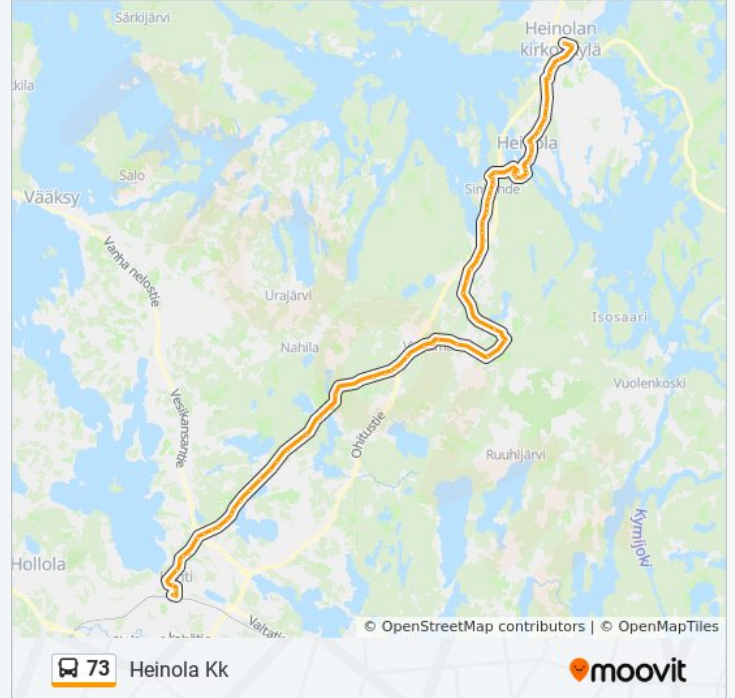 Särkijärvi
Heinolan
kirkonkylä
Salo
Vääksy
Vanha nelostie
Urajärvi
Isosaari
Nahila
Vuolenkoski
Vesikansantie
Ohitustie
Ruuhijärvi
Kymijoki
Hollola
© OpenStreetMap contributors | © OpenMapTiles
73 Heinola Kk
moovit